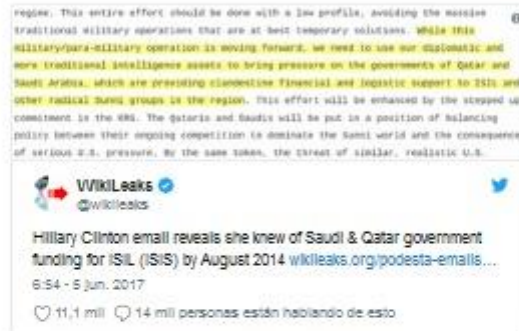 regime. This entire effort should be done with a low profile, avoiding the massive
traditional military operations that are at best temporary solutions. While this
military/para-military operation is moving forward, we need to use our diplomatic and
more traditional intelligence assets to bring pressure on the governments of Qatar and
Saudi Arabia, which are providing clandestine financial and logistic support to ISIL and
other radical Sunni groups in the region. This effort will be enhanced by the stepped up
commitment in the KRG. The Qataris and Saudis will be put in a position of balancing
policy between their ongoing competition to dominate the Sunni world and the consequence
of serious U.S. pressure. By the same token, the threat of similar, realistic U.S.
WikiLeaks
@wikileaks
Hillary Clinton email reveals she knew of Saudi & Qatar government
funding for ISIL (ISIS) by August 2014 wikileaks.org/podesta-emails…
6:54 - 5 jun. 2017
11,1 mil 14 mil personas están hablando de esto